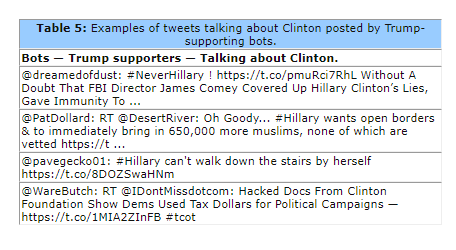 Table 5: Examples of tweets talking about Clinton posted by Trump-
supporting bots.
Bots — Trump supporters — Talking about Clinton.
@dreamedofdust: #NeverHillary ! https://t.co/pmuRci7RhL Without A
Doubt That FBI Director James Comey Covered Up Hillary Clinton's Lies,
Gave Immunity To ...
@PatDollard: RT @DesertRiver: Oh Goody... #Hillary wants open borders
& to immediately bring in 650,000 more muslims, none of which are
vetted https://t ...
@pavegecko01: #Hillary can't walk down the stairs by herself
https://t.co/8DOZSwaHNm
@WareButch: RT @IDontMissdotcom: Hacked Docs From Clinton
Foundation Show Dems Used Tax Dollars for Political Campaigns —
https://t.co/1MIA2ZInFB #tcot